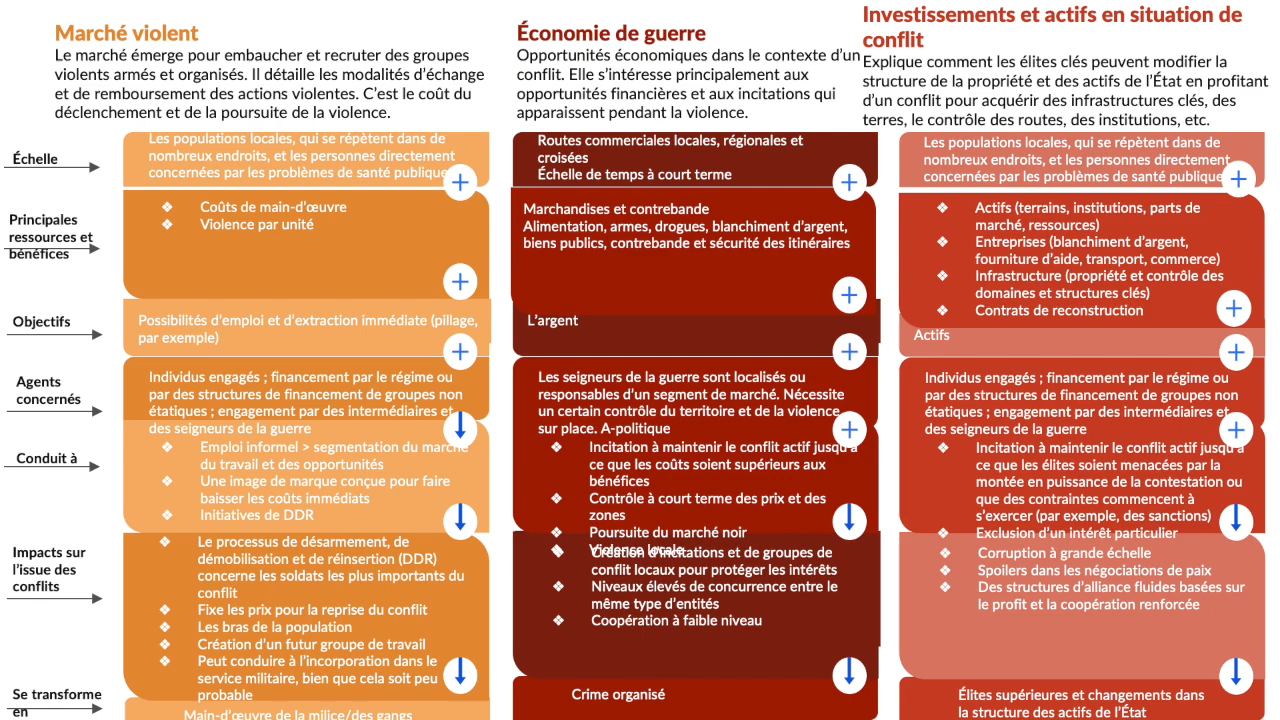 Marché violent
Le marché émerge pour embaucher et recruter des groupes
violents armés et organisés. Il détaille les modalités d'échange
et de remboursement des actions violentes. C'est le coût du
déclenchement et de la poursuite de la violence.
Économie de guerre
Opportunités économiques dans le contexte d'un
conflit. Elle s'intéresse principalement aux
opportunités financières et aux incitations qui
apparaissent pendant la violence.
Investissements et actifs en situation de
conflit
Explique comment les élites clés peuvent modifier la
structure de la propriété et des actifs de l'État en profitant
d'un conflit pour acquérir des infrastructures clés, des
terres, le contrôle des routes, des institutions, etc.
Échelle
Les populations locales, qui se répètent dans de
nombreux endroits, et les personnes directement
concernées par les problèmes de santé publique
Routes commerciales locales, régionales et
croisées
Échelle de temps à court terme
Les populations locales, qui se répètent dans de
nombreux endroits, et les personnes directement
concernées par les problèmes de santé publique
Principales
ressources et
bénéfices
❖ Coûts de main-d'œuvre
❖ Violence par unité
Marchandises et contrebande
Alimentation, armes, drogues, blanchiment d'argent,
biens publics, contrebande et sécurité des itinéraires
❖ Actifs (terrains, institutions, parts de
marché, ressources)
❖ Entreprises (blanchiment d'argent,
fourniture d'aide, transport, commerce)
❖ Infrastructure (propriété et contrôle des
domaines et structures clés)
❖ Contrats de reconstruction
Objectifs
Possibilités d'emploi et d'extraction immédiate (pillage,
par exemple)
L'argent
Actifs
Agents
concernés
Individus engagés ; financement par le régime ou
par des structures de financement de groupes non
étatiques ; engagement par des intermédiaires et
des seigneurs de la guerre
Les seigneurs de la guerre sont localisés ou
responsables d'un segment de marché. Nécessite
un certain contrôle du territoire et de la violence
sur place. A-politique
Individus engagés ; financement par le régime ou
par des structures de financement de groupes non
étatiques ; engagement par des intermédiaires et
des seigneurs de la guerre
Conduit à
❖ Emploi informel > segmentation du marché
du travail et des opportunités
❖ Une image de marque conçue pour faire
baisser les coûts immédiats
❖ Initiatives de DDR
❖ Incitation à maintenir le conflit actif jusqu'à
ce que les coûts soient supérieurs aux
bénéfices
❖ Contrôle à court terme des prix et des
zones
❖ Poursuite du marché noir
❖ Violence locale
❖ Incitation à maintenir le conflit actif jusqu'à
ce que les élites soient menacées par la
montée en puissance de la contestation ou
que des contraintes commencent à
s'exercer (par exemple, des sanctions)
❖ Exclusion d'un intérêt particulier
Impacts sur
l'issue des
conflits
❖ Le processus de désarmement, de
démobilisation et de réinsertion (DDR)
concerne les soldats les plus importants du
conflit
❖ Fixe les prix pour la reprise du conflit
❖ Les bras de la population
❖ Création d'un futur groupe de travail
❖ Peut conduire à l'incorporation dans le
service militaire, bien que cela soit peu
probable
❖ Création d'incitations et de groupes de
conflit locaux pour protéger les intérêts
❖ Niveaux élevés de concurrence entre le
même type d'entités
❖ Coopération à faible niveau
❖ Corruption à grande échelle
❖ Spoilers dans les négociations de paix
❖ Des structures d'alliance fluides basées sur
le profit et la coopération renforcée
Se transforme
en
Main-d'œuvre de la milice/des gangs
Crime organisé
Élites supérieures et changements dans
la structure des actifs de l'État